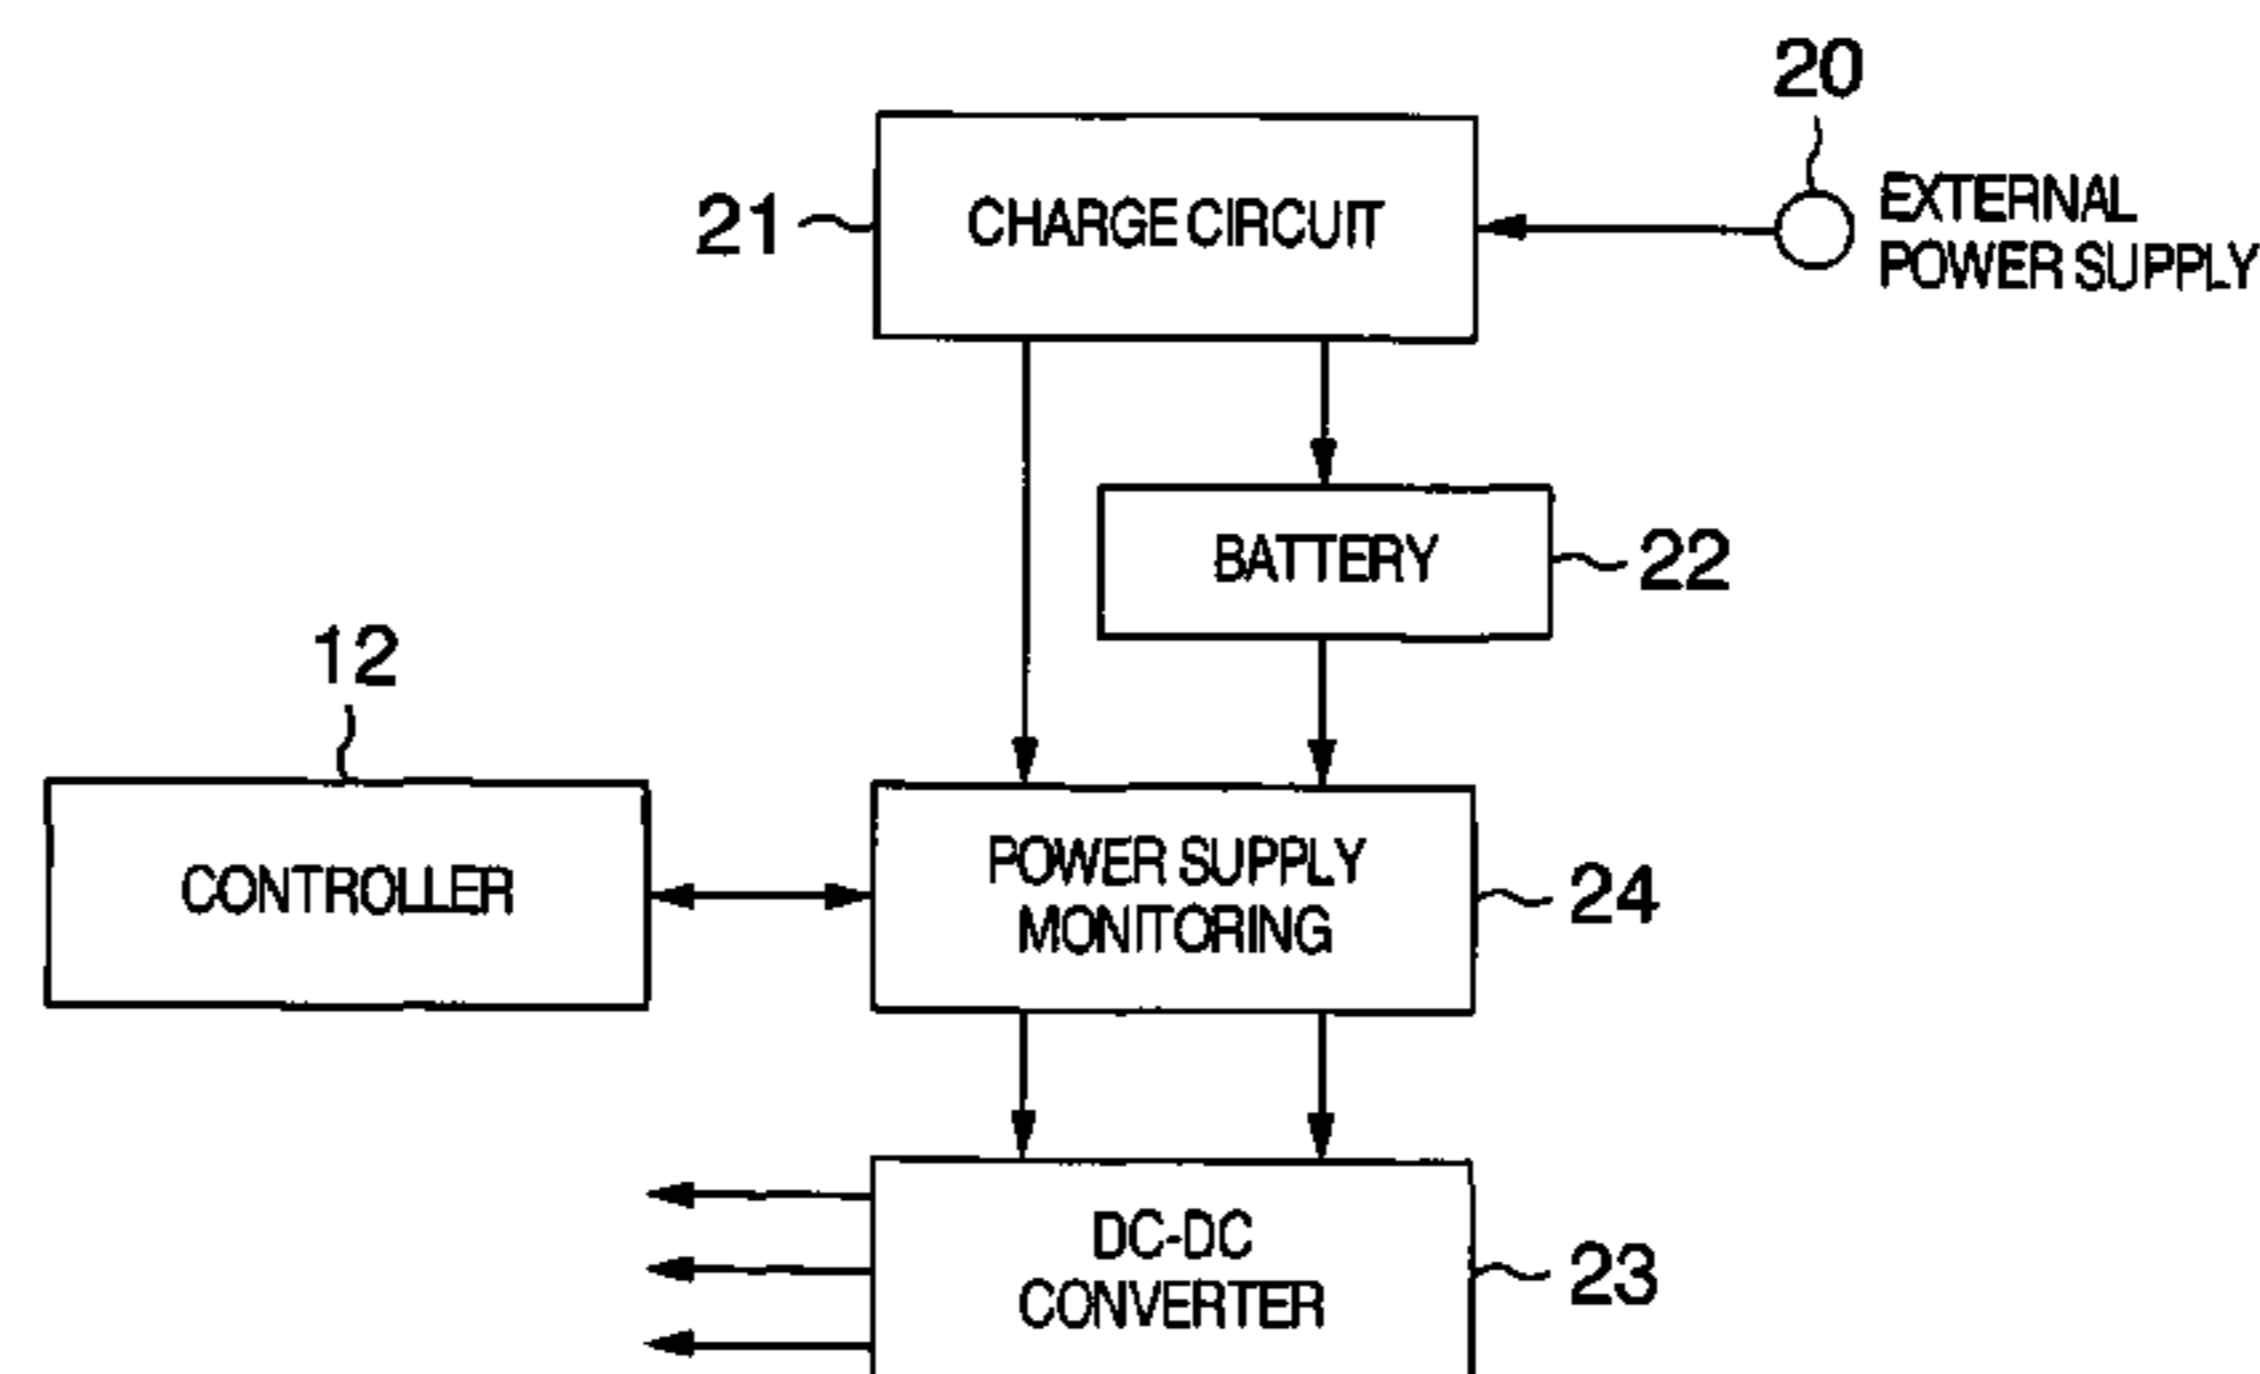 20
EXTERNAL
POWER SUPPLY
21
CHARGE CIRCUIT
BATTERY
22
12
CONTROLLER
POWER SUPPLY
MONITORING
24
DC-DC
CONVERTER
23